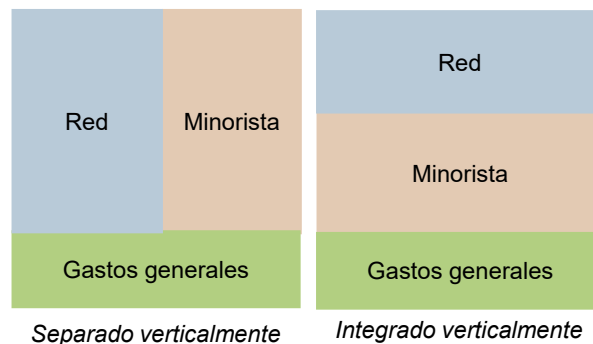 Red
Minorista
Gastos generales
Separado verticalmente
Red
Minorista
Gastos generales
Integrado verticalmente